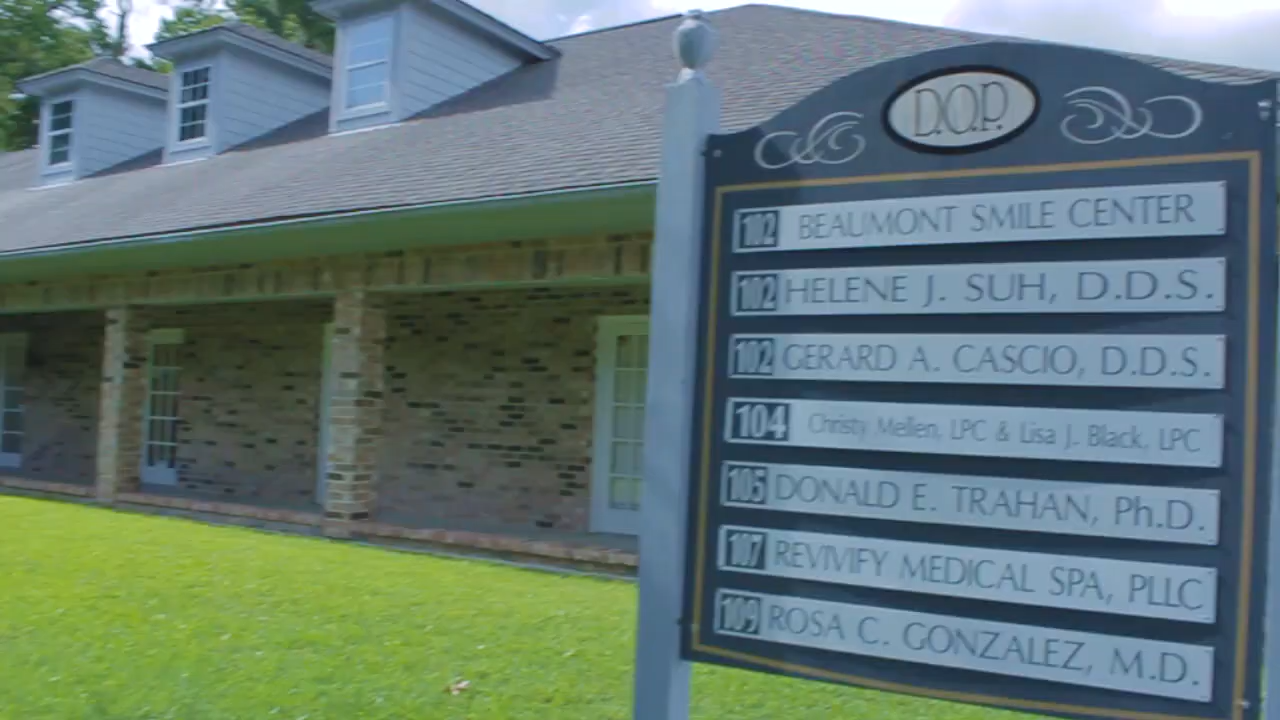 D.O.P.
102 BEAUMONT SMILE CENTER
102 HELENE J. SUH, D.D.S.
102 GERARD A. CASCIO, D.D.S.
104 Christy Mellen, LPC & Lisa J. Black, LPC
105 DONALD E. TRAHAN, Ph.D.
107 REVIVIFY MEDICAL SPA, PLLC
109 ROSA C. GONZALEZ, M.D.